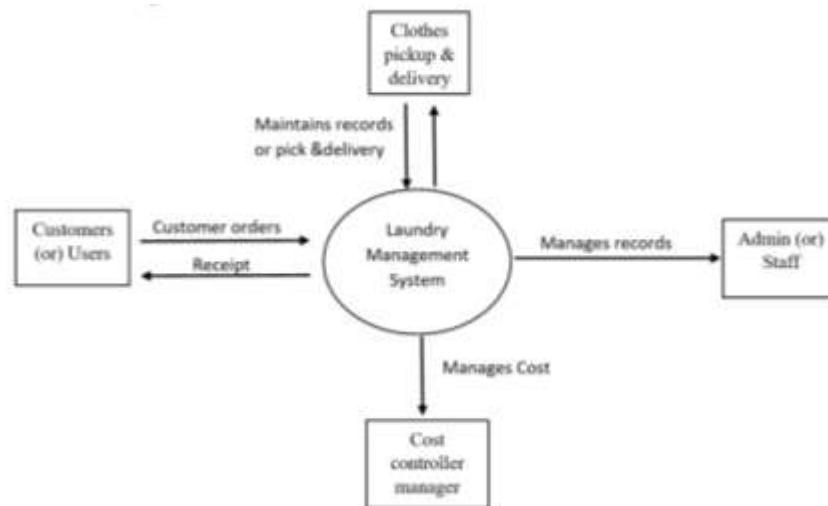 Clothes
pickup &
delivery
Maintains records
or pick &delivery
Customers
(or) Users
Customer orders
Receipt
Laundry
Management
System
Manages records
Admin (or)
Staff
Manages Cost
Cost
controller
manager